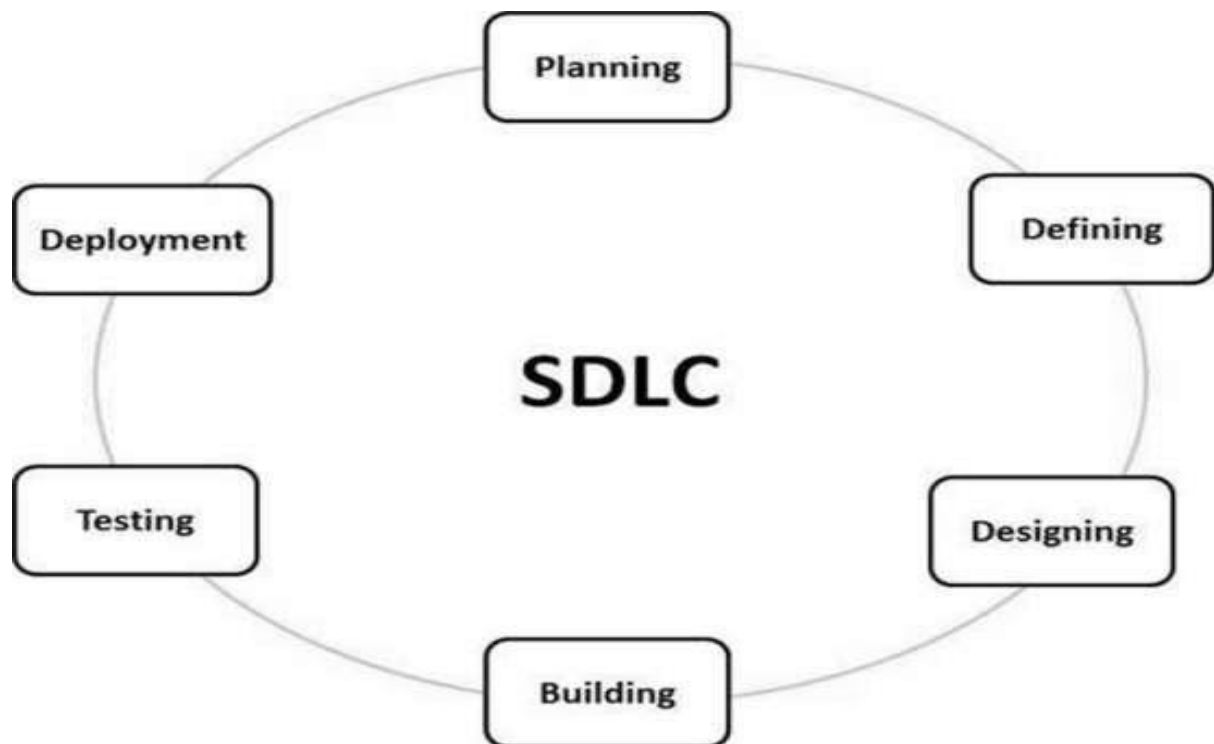 Planning
Defining
Designing
Building
Testing
Deployment
SDLC